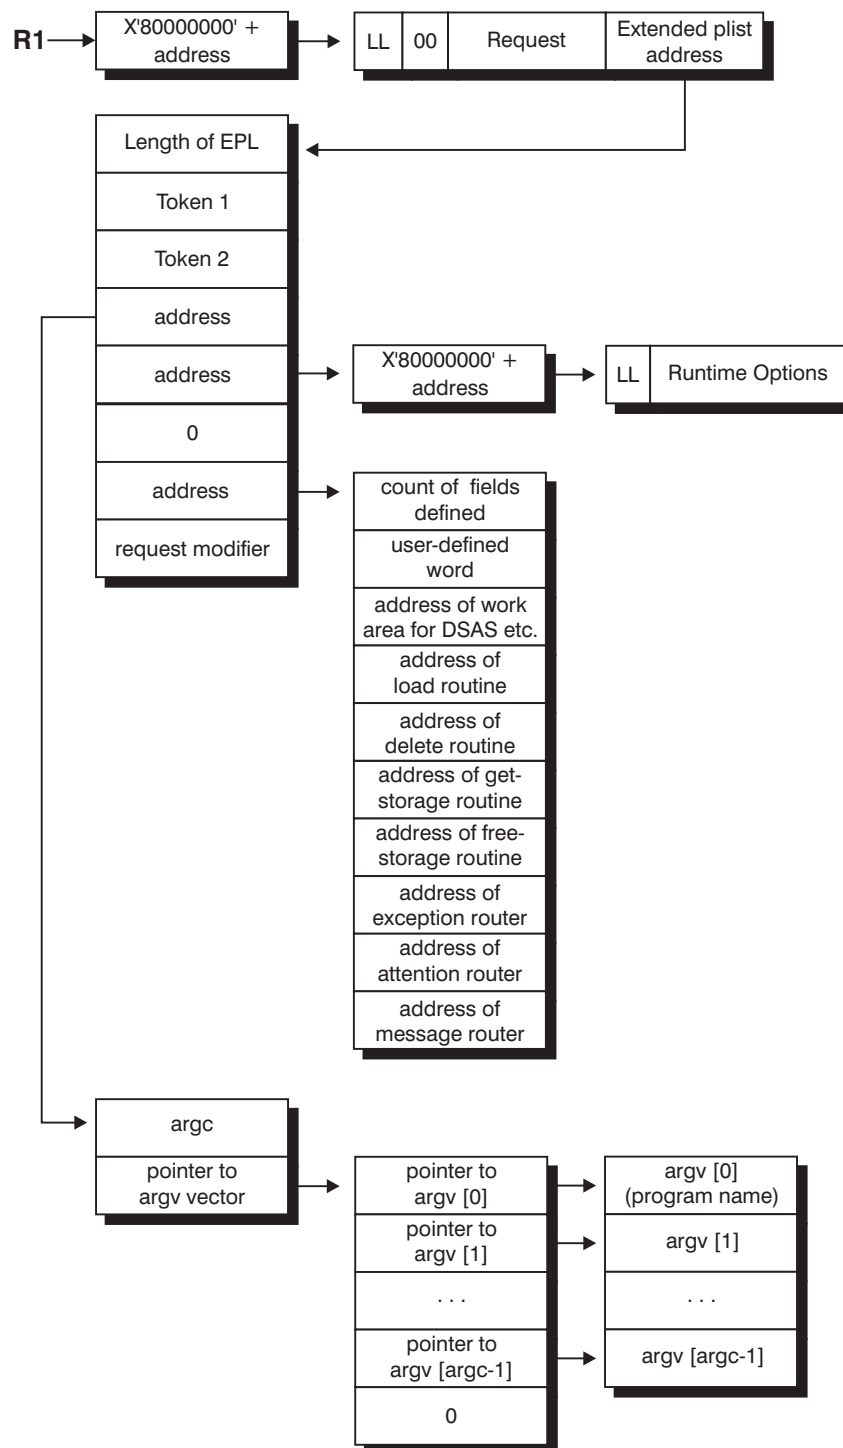 R1
X'80000000' +
address
LL
00
Request
Extended plist
address
Length of EPL
Token 1
Token 2
address
address
0
address
request modifier
X'80000000' +
address
LL
Runtime Options
count of fields
defined
user-defined
word
address of work
area for DSAS etc.
address of
load routine
address of
delete routine
address of get-
storage routine
address of free-
storage routine
address of
exception router
address of
attention router
address of
message router
argc
pointer to
argv vector
pointer to
argv [0]
pointer to
argv [1]
. . .
pointer to
argv [argc-1]
0
argv [0]
(program name)
argv [1]
. . .
argv [argc-1]